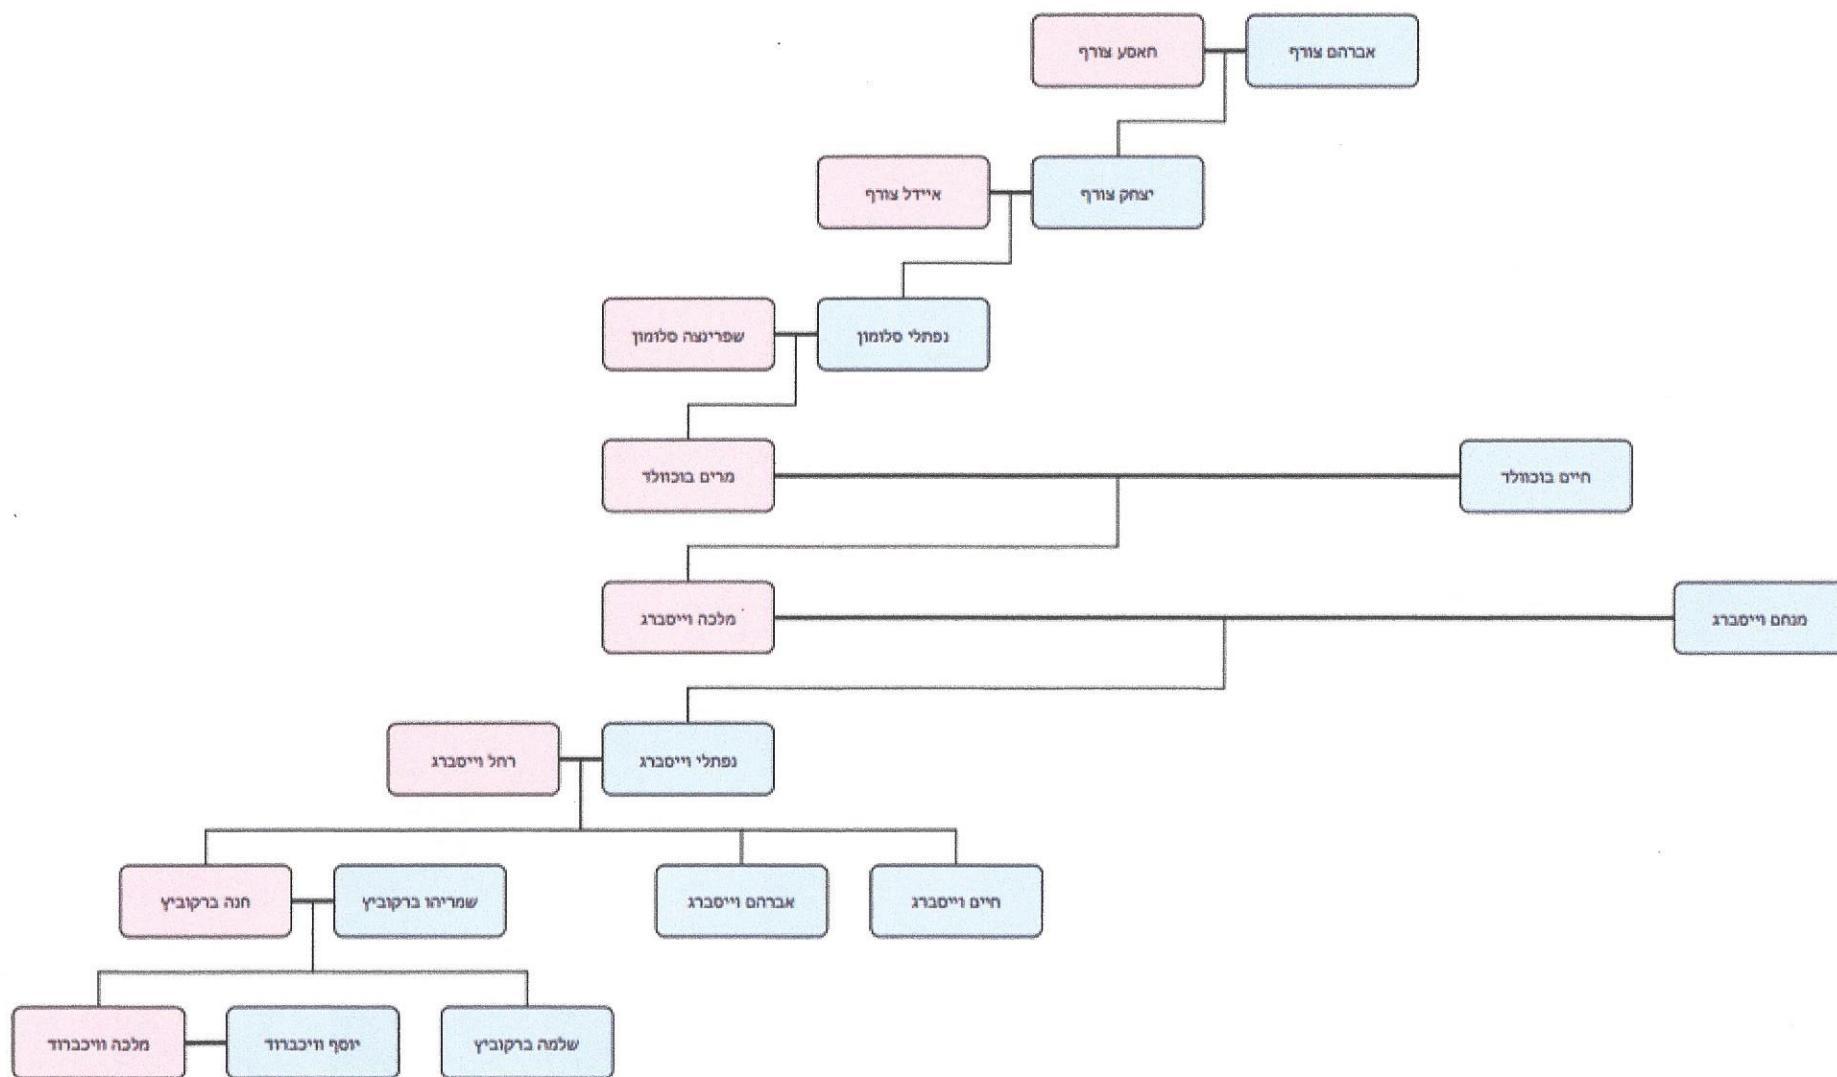 אברהם צורף
חאסע צורף
יצחק צורף
איידל צורף
נפתלי סלומון
שפרינצה סלומון
חיים בוכוולד
מרים בוכוולד
מנחם וייסברג
מלכה וייסברג
נפתלי וייסברג
רחל וייסברג
חיים וייסברג
אברהם וייסברג
שמריהו ברקוביץ
חנה ברקוביץ
שלמה ברקוביץ
יוסף וויכברוד
מלכה וויכברוד